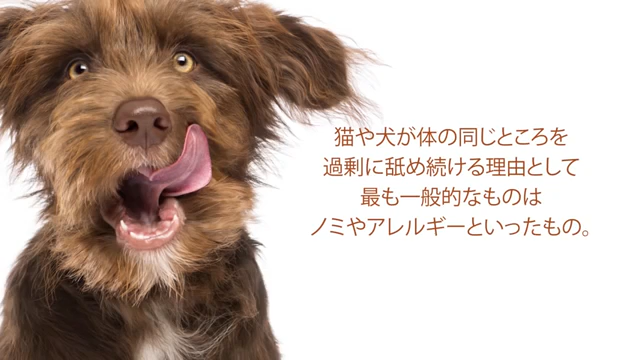 猫や犬が体の同じところを
過剰に舐め続ける理由として
最も一般的なものは
ノミやアレルギーといったもの。